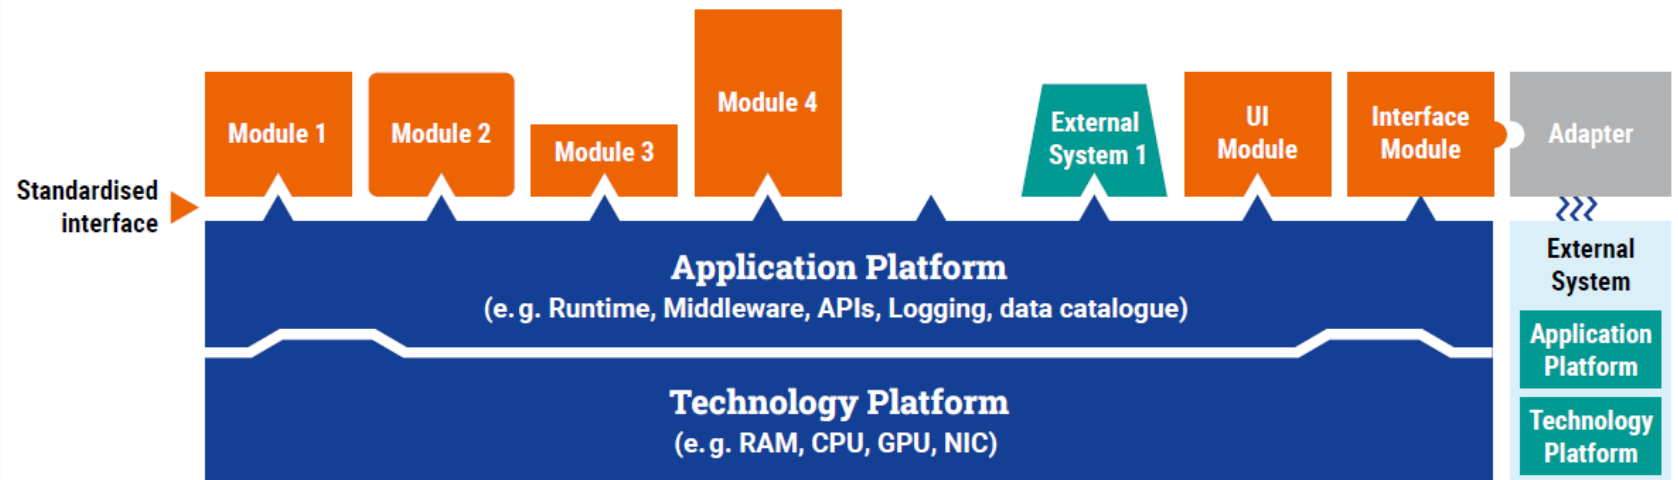 Module 1
Module 2
Module 3
Module 4
External
System 1
UI
Module
Interface
Module
Adapter
Standardised
interface
Application Platform
(e. g. Runtime, Middleware, APIs, Logging, data catalogue)
Technology Platform
(e. g. RAM, CPU, GPU, NIC)
External
System
Application
Platform
Technology
Platform